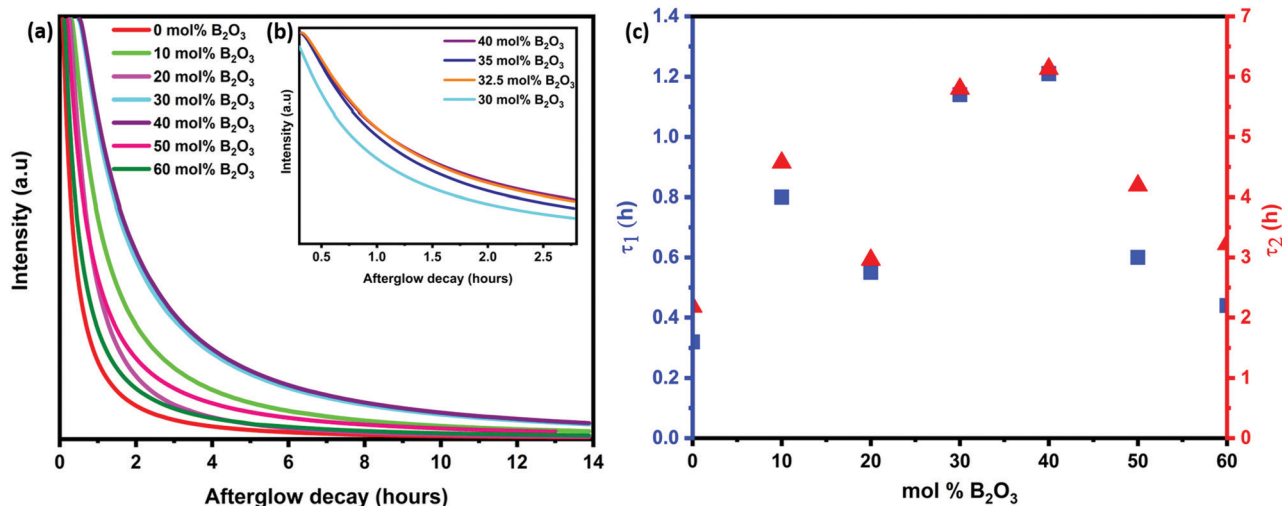 (a)
0 mol% B₂O₃
10 mol% B₂O₃
20 mol% B₂O₃
30 mol% B₂O₃
40 mol% B₂O₃
50 mol% B₂O₃
60 mol% B₂O₃
Intensity (a.u)
0 2 4 6 8 10 12 14
Afterglow decay (hours)
(b)
40 mol% B₂O₃
35 mol% B₂O₃
32.5 mol% B₂O₃
30 mol% B₂O₃
Intensity (a.u)
0.5 1.0 1.5 2.0 2.5
Afterglow decay (hours)
(c)
1.4
1.2
1.0
0.8
0.6
0.4
0.2
0.0
τ₁ (h)
7
6
5
4
3
2
1
0
τ₂ (h)
0 10 20 30 40 50 60
mol % B₂O₃